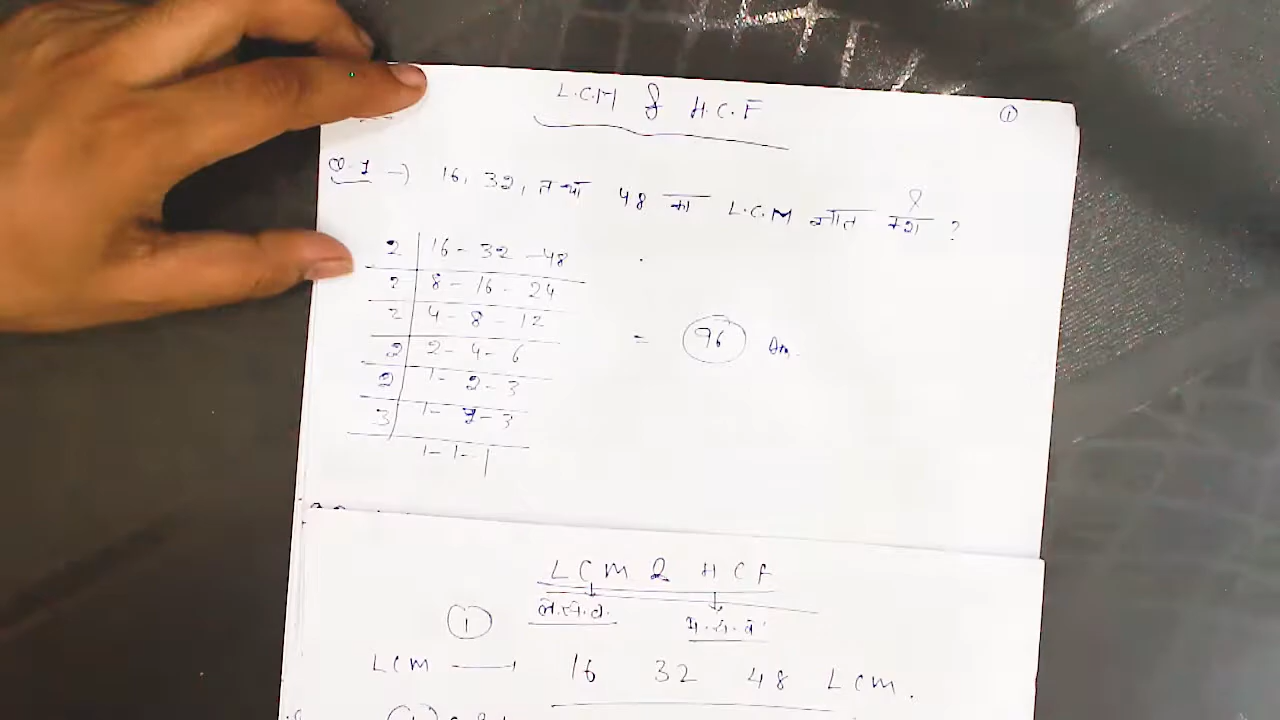 L.C.M & H.C.F
①
Q.1 → 16, 32, तथा 48 का L.C.M ज्ञात करो ?
2 | 16 - 32 - 48
2 | 8 - 16 - 24
2 | 4 - 8 - 12
2 | 2 - 4 - 6
2 | 1 - 2 - 3
3 | 1 - 1 - 3
1 - 1 - 1
= 96 Ans.
LCM & HCF
ल.स.व. म.स.व.
①
LCM → 16 32 48 LCM.